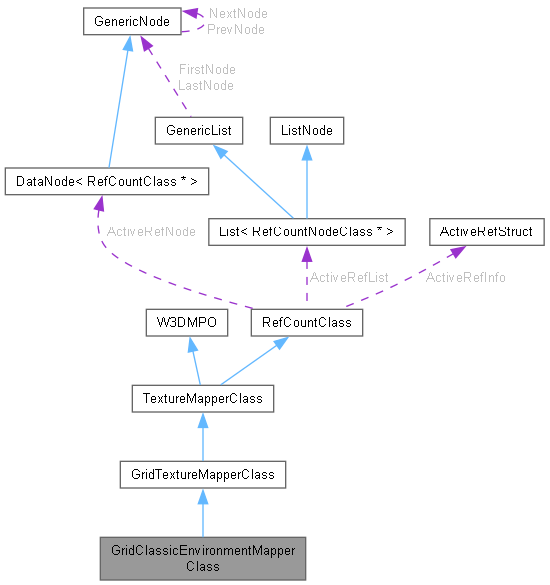 GenericNode
NextNode
PrevNode
FirstNode
LastNode
GenericList
ListNode
DataNode< RefCountClass * >
List< RefCountNodeClass * >
ActiveRefStruct
ActiveRefNode
ActiveRefList
ActiveRefInfo
W3DMPO
RefCountClass
TextureMapperClass
GridTextureMapperClass
GridClassicEnvironmentMapper
Class